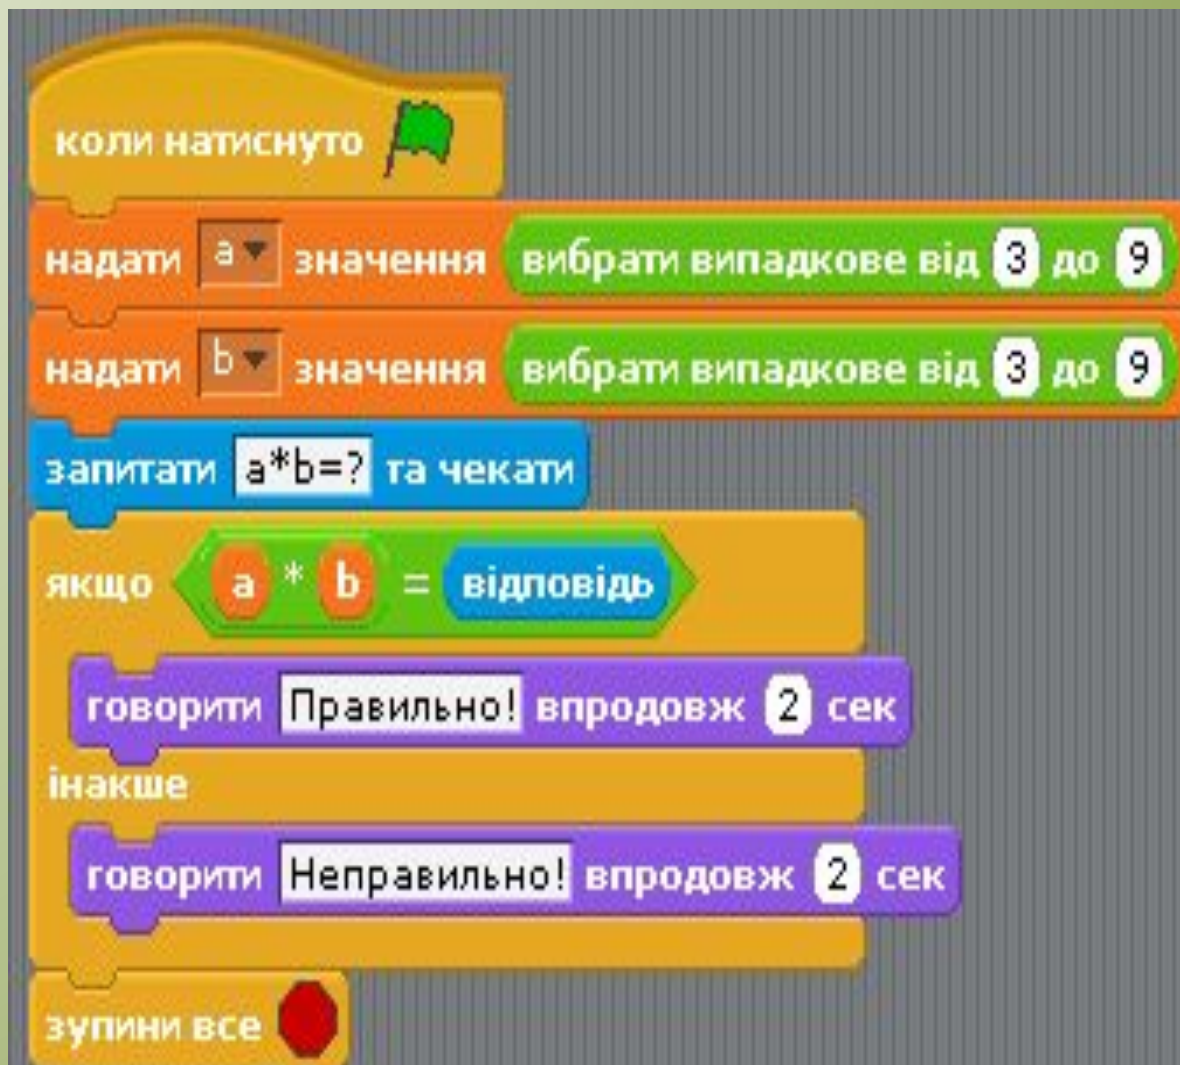 коли натиснуто
надати a значення вибрати випадкове від 3 до 9
надати b значення вибрати випадкове від 3 до 9
запитати a*b=? та чекати
якщо a * b = відповідь
говорити Правильно! впродовж 2 сек
інакше
говорити Неправильно! впродовж 2 сек
зупини все